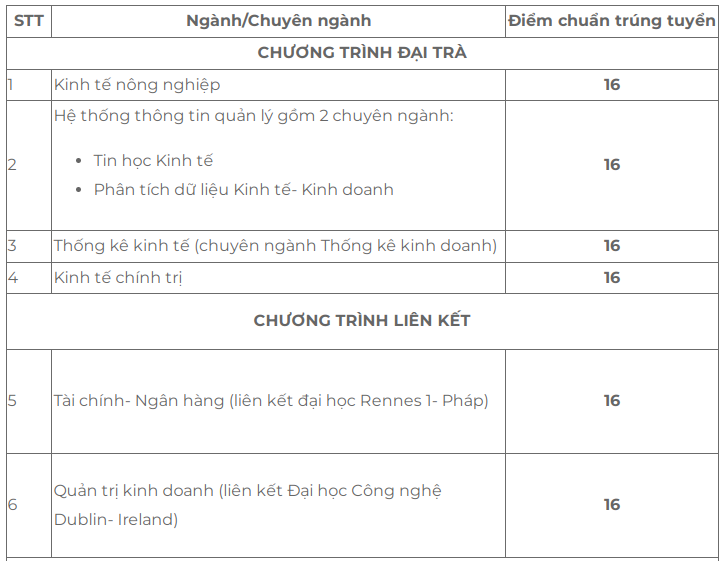 STT Ngành/Chuyên ngành Điểm chuẩn trúng tuyển
CHƯƠNG TRÌNH ĐẠI TRÀ
1 Kinh tế nông nghiệp 16
Hệ thống thông tin quản lý gồm 2 chuyên ngành:
• Tin học Kinh tế
2 16
• Phân tích dữ liệu Kinh tế- Kinh doanh
3 Thống kê kinh tế (chuyên ngành Thống kê kinh doanh) 16
4 Kinh tế chính trị 16
CHƯƠNG TRÌNH LIÊN KẾT
5 Tài chính- Ngân hàng (liên kết đại học Rennes 1- Pháp) 16
Quản trị kinh doanh (liên kết Đại học Công nghệ
6 16
Dublin- Ireland)